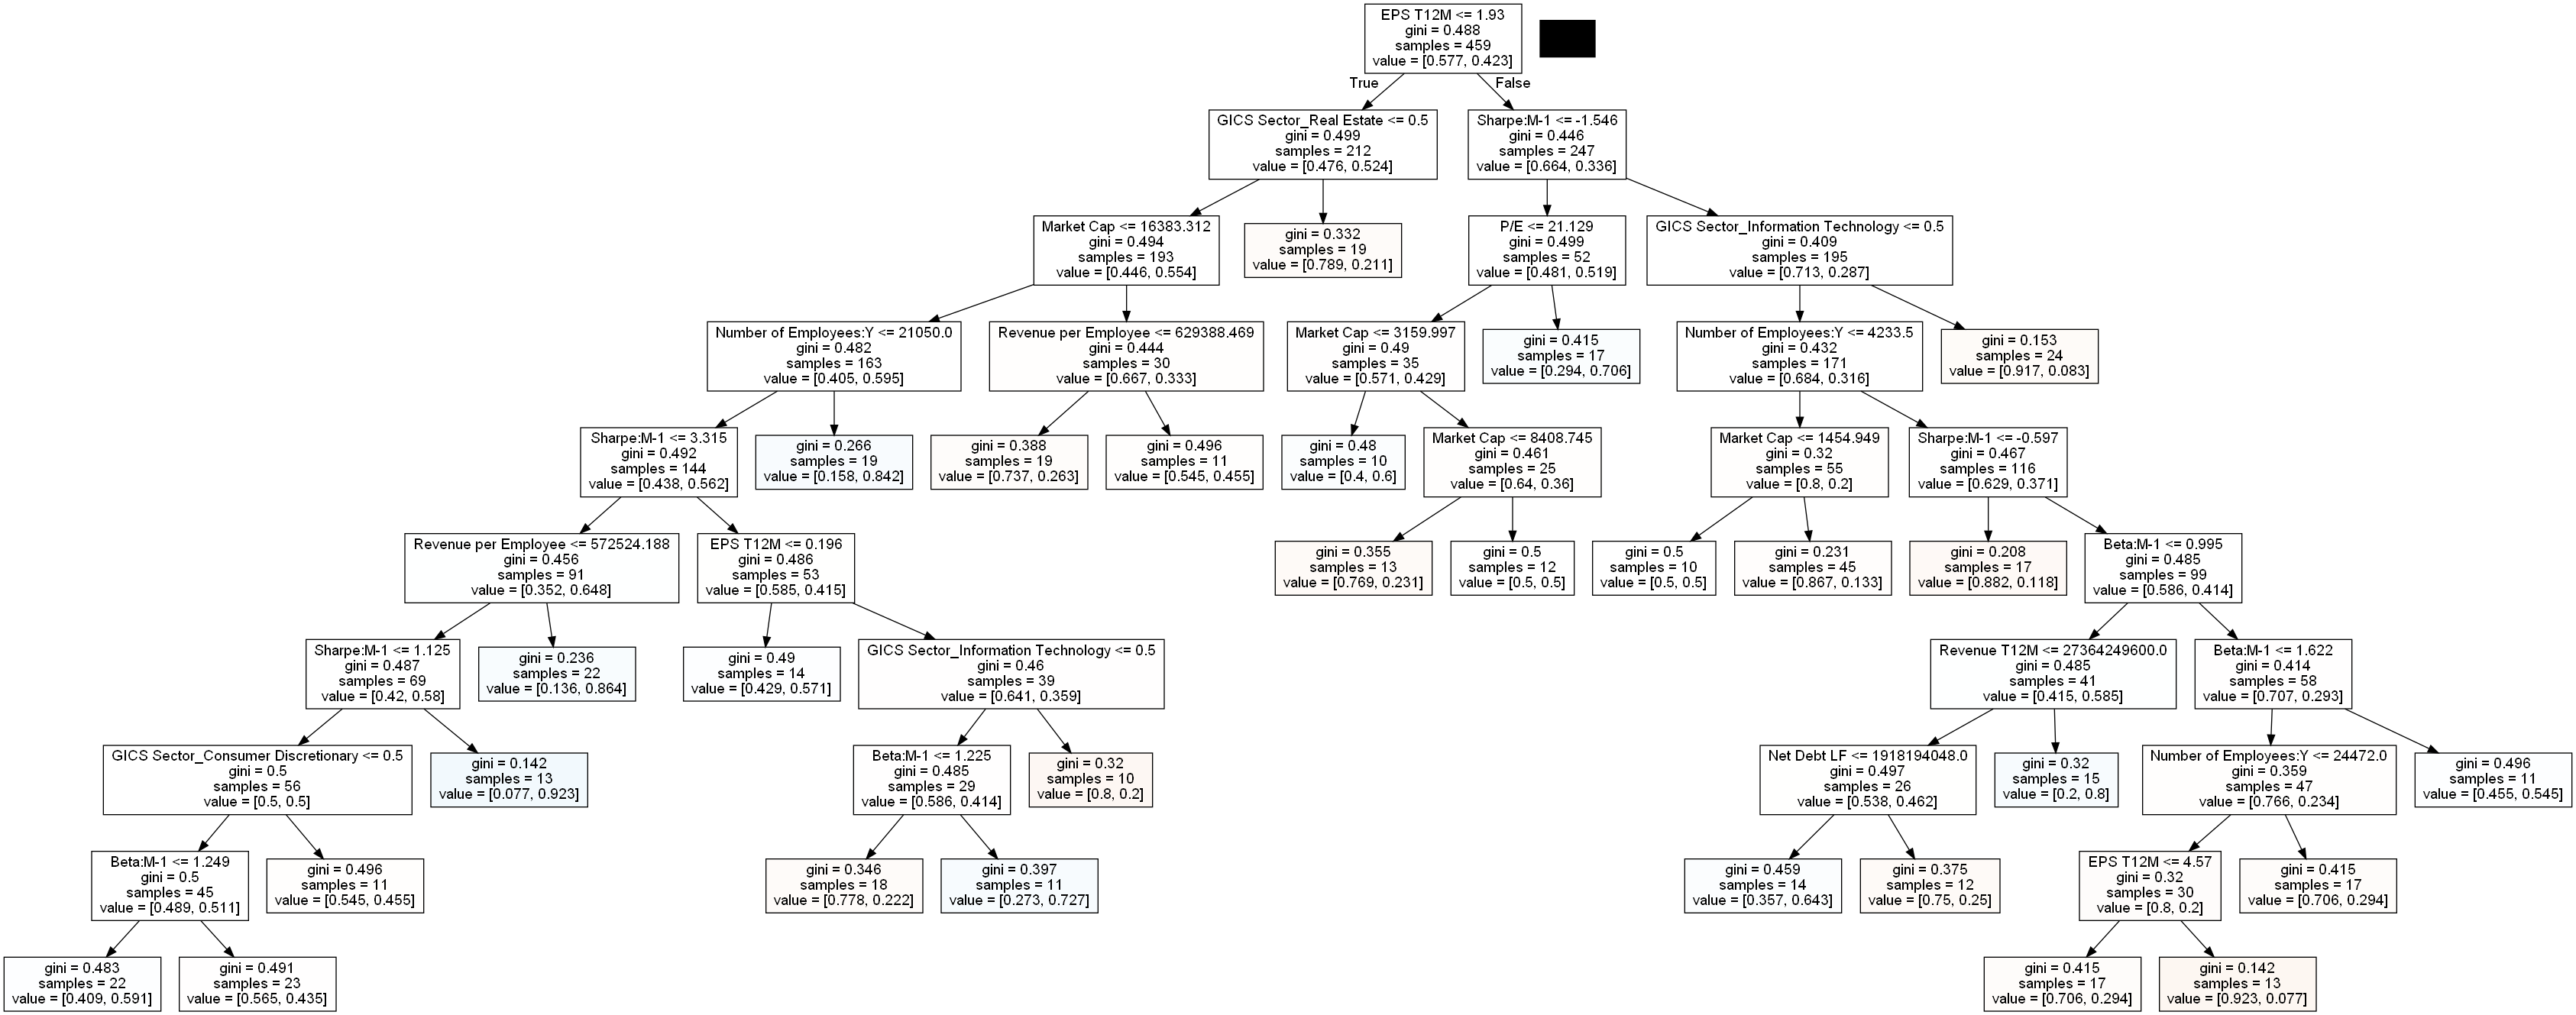 EPS T12M <= 1.93
gini = 0.488
samples = 459
value = [0.577, 0.423]
True
False
GICS Sector_Real Estate <= 0.5
gini = 0.499
samples = 212
value = [0.476, 0.524]
Sharpe:M-1 <= -1.546
gini = 0.446
samples = 247
value = [0.664, 0.336]
Market Cap <= 16383.312
gini = 0.494
samples = 193
value = [0.446, 0.554]
gini = 0.332
samples = 19
value = [0.789, 0.211]
P/E <= 21.129
gini = 0.499
samples = 52
value = [0.481, 0.519]
GICS Sector_Information Technology <= 0.5
gini = 0.409
samples = 195
value = [0.713, 0.287]
Number of Employees:Y <= 21050.0
gini = 0.482
samples = 163
value = [0.405, 0.595]
Revenue per Employee <= 629388.469
gini = 0.444
samples = 30
value = [0.667, 0.333]
Market Cap <= 3159.997
gini = 0.49
samples = 35
value = [0.571, 0.429]
gini = 0.415
samples = 17
value = [0.294, 0.706]
Number of Employees:Y <= 4233.5
gini = 0.432
samples = 171
value = [0.684, 0.316]
gini = 0.153
samples = 24
value = [0.917, 0.083]
Sharpe:M-1 <= 3.315
gini = 0.492
samples = 144
value = [0.438, 0.562]
gini = 0.266
samples = 19
value = [0.158, 0.842]
gini = 0.388
samples = 19
value = [0.737, 0.263]
gini = 0.496
samples = 11
value = [0.545, 0.455]
gini = 0.48
samples = 10
value = [0.4, 0.6]
Market Cap <= 8408.745
gini = 0.461
samples = 25
value = [0.64, 0.36]
Market Cap <= 1454.949
gini = 0.32
samples = 55
value = [0.8, 0.2]
Sharpe:M-1 <= -0.597
gini = 0.467
samples = 116
value = [0.629, 0.371]
Revenue per Employee <= 572524.188
gini = 0.456
samples = 91
value = [0.352, 0.648]
EPS T12M <= 0.196
gini = 0.486
samples = 53
value = [0.585, 0.415]
gini = 0.355
samples = 13
value = [0.769, 0.231]
gini = 0.5
samples = 12
value = [0.5, 0.5]
gini = 0.5
samples = 10
value = [0.5, 0.5]
gini = 0.231
samples = 45
value = [0.867, 0.133]
gini = 0.208
samples = 17
value = [0.882, 0.118]
Beta:M-1 <= 0.995
gini = 0.485
samples = 99
value = [0.586, 0.414]
Sharpe:M-1 <= 1.125
gini = 0.487
samples = 69
value = [0.42, 0.58]
gini = 0.236
samples = 22
value = [0.136, 0.864]
gini = 0.49
samples = 14
value = [0.429, 0.571]
GICS Sector_Information Technology <= 0.5
gini = 0.46
samples = 39
value = [0.641, 0.359]
Revenue T12M <= 27364249600.0
gini = 0.485
samples = 41
value = [0.415, 0.585]
Beta:M-1 <= 1.622
gini = 0.414
samples = 58
value = [0.707, 0.293]
GICS Sector_Consumer Discretionary <= 0.5
gini = 0.5
samples = 56
value = [0.5, 0.5]
gini = 0.142
samples = 13
value = [0.077, 0.923]
Beta:M-1 <= 1.225
gini = 0.485
samples = 29
value = [0.586, 0.414]
gini = 0.32
samples = 10
value = [0.8, 0.2]
Net Debt LF <= 1918194048.0
gini = 0.497
samples = 26
value = [0.538, 0.462]
gini = 0.32
samples = 15
value = [0.2, 0.8]
Number of Employees:Y <= 24472.0
gini = 0.359
samples = 47
value = [0.766, 0.234]
gini = 0.496
samples = 11
value = [0.455, 0.545]
Beta:M-1 <= 1.249
gini = 0.5
samples = 45
value = [0.489, 0.511]
gini = 0.496
samples = 11
value = [0.545, 0.455]
gini = 0.346
samples = 18
value = [0.778, 0.222]
gini = 0.397
samples = 11
value = [0.273, 0.727]
gini = 0.459
samples = 14
value = [0.357, 0.643]
gini = 0.375
samples = 12
value = [0.75, 0.25]
EPS T12M <= 4.57
gini = 0.32
samples = 30
value = [0.8, 0.2]
gini = 0.415
samples = 17
value = [0.706, 0.294]
gini = 0.483
samples = 22
value = [0.409, 0.591]
gini = 0.491
samples = 23
value = [0.565, 0.435]
gini = 0.415
samples = 17
value = [0.706, 0.294]
gini = 0.142
samples = 13
value = [0.923, 0.077]